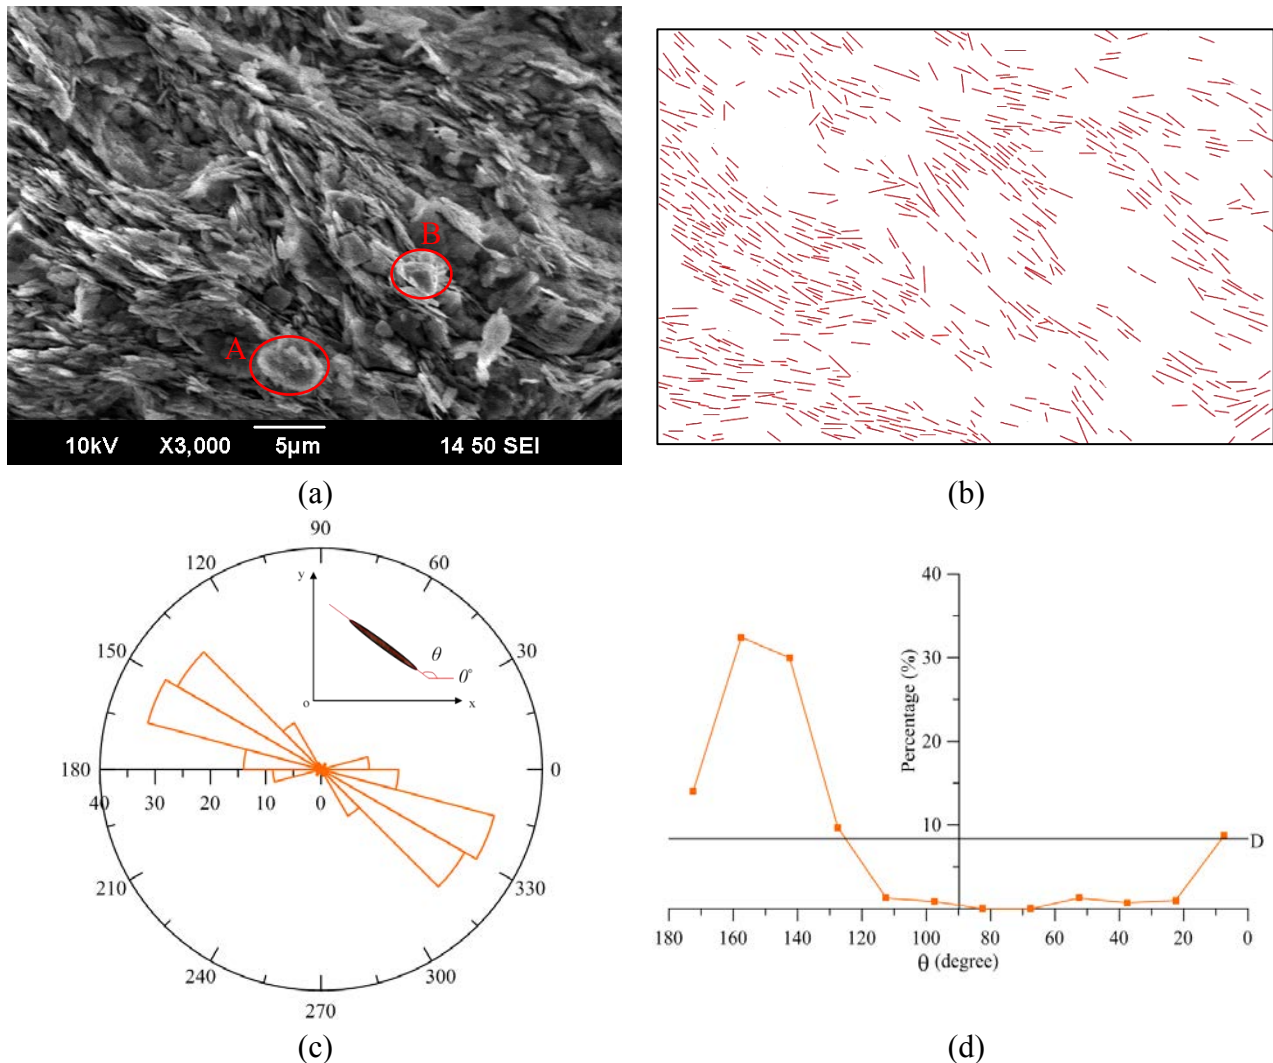 B
A
10kV X3,000 5μm 14 50 SEI
(a)
(b)
90
120
60
150
30
180
0
210
330
240
300
270
40 30 20 10 0
y
θ
0°
o
x
(c)
40
30
20
10
Percentage (%)
D
180 160 140 120 100 80 60 40 20 0
θ (degree)
(d)